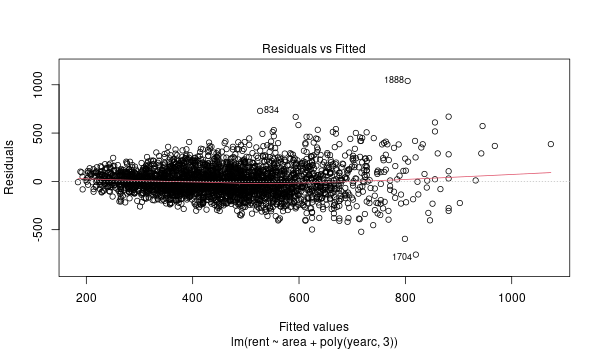 Residuals vs Fitted
Residuals
1000
500
0
-500
1888
834
1704
200 400 600 800 1000
Fitted values
lm(rent ~ area + poly(yearc, 3))